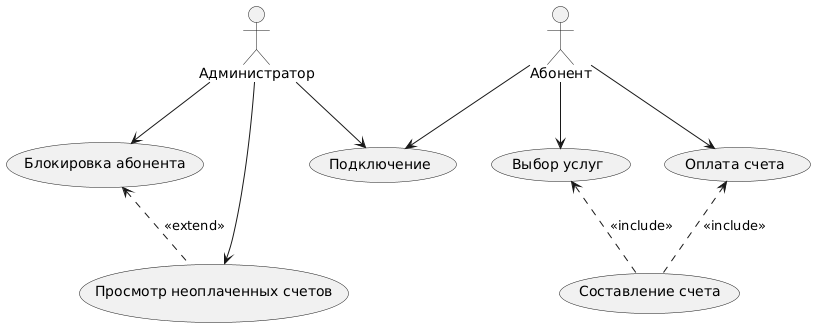 Администратор
Абонент
Блокировка абонента
Подключение
Выбор услуг
Оплата счета
«extend»
«include»
«include»
Просмотр неоплаченных счетов
Составление счета